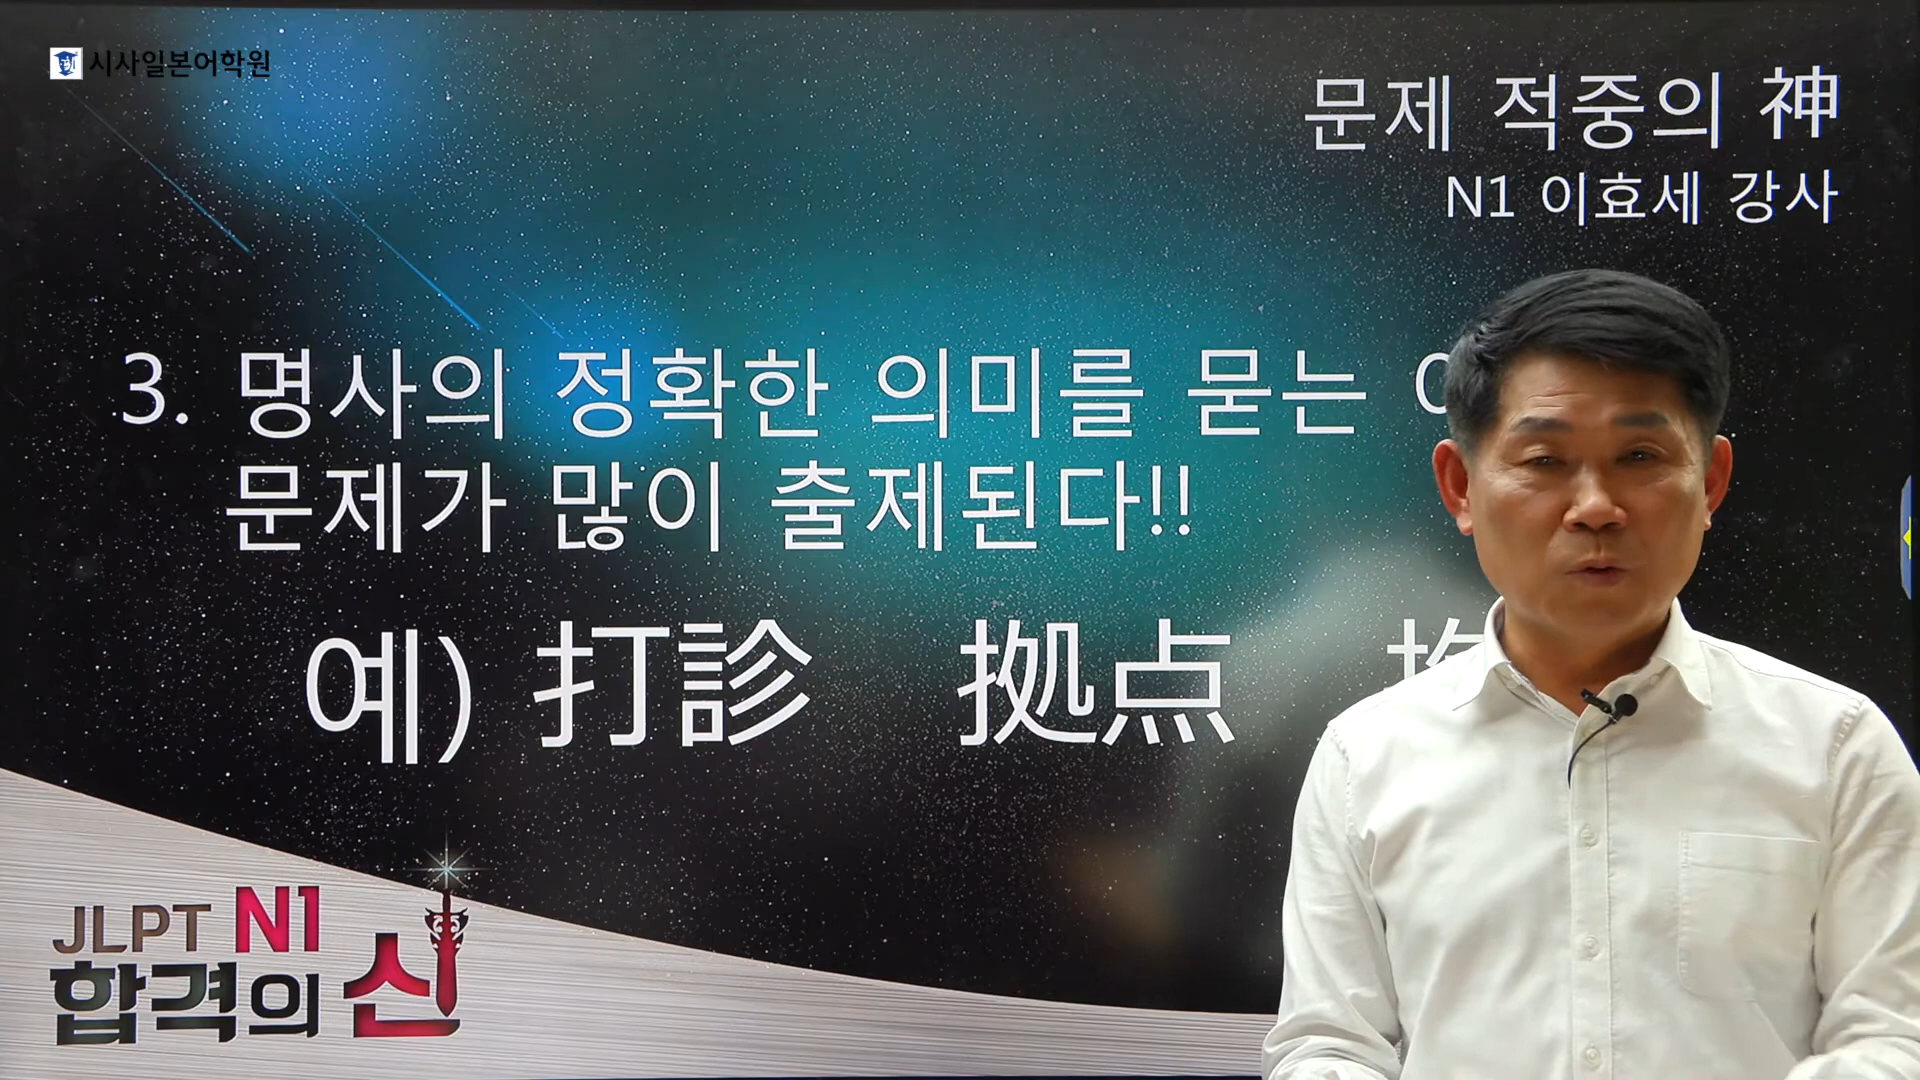 시사일본어학원
문제 적중의 神
N1 이효세 강사
3. 명사의 정확한 의미를 묻는
문제가 많이 출제된다!!
예) 打診 拠点
JLPT N1
합격의 신